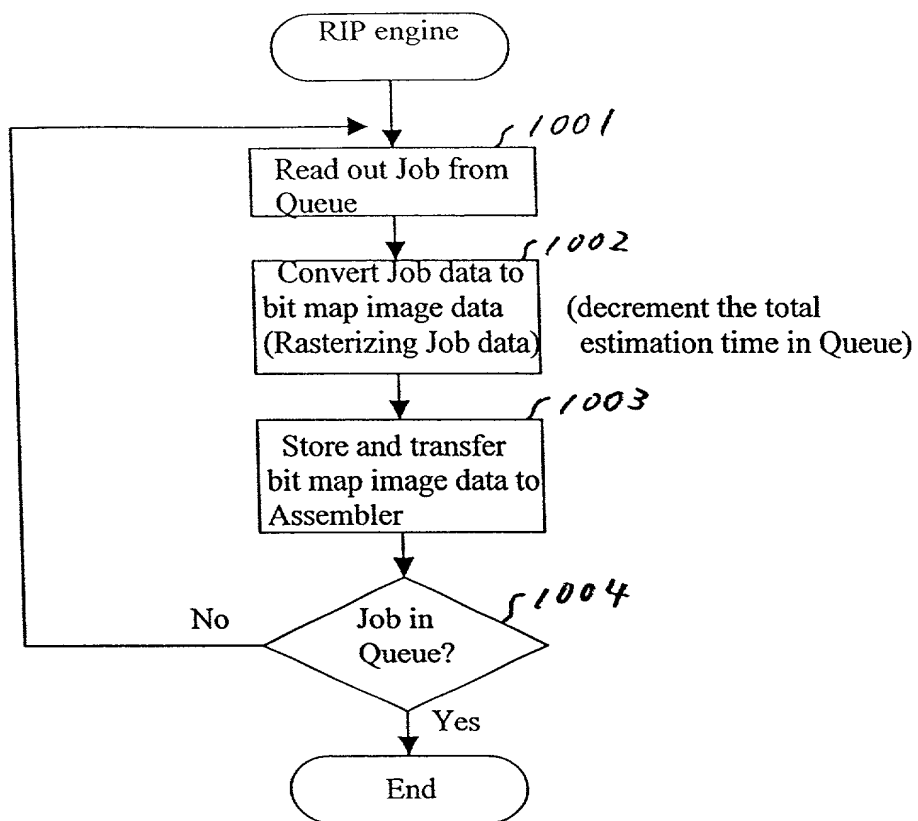 RIP engine
1001
Read out Job from
Queue
1002
Convert Job data to
bit map image data
(Rasterizing Job data)
(decrement the total
estimation time in Queue)
1003
Store and transfer
bit map image data to
Assembler
1004
Job in
Queue?
No
Yes
End